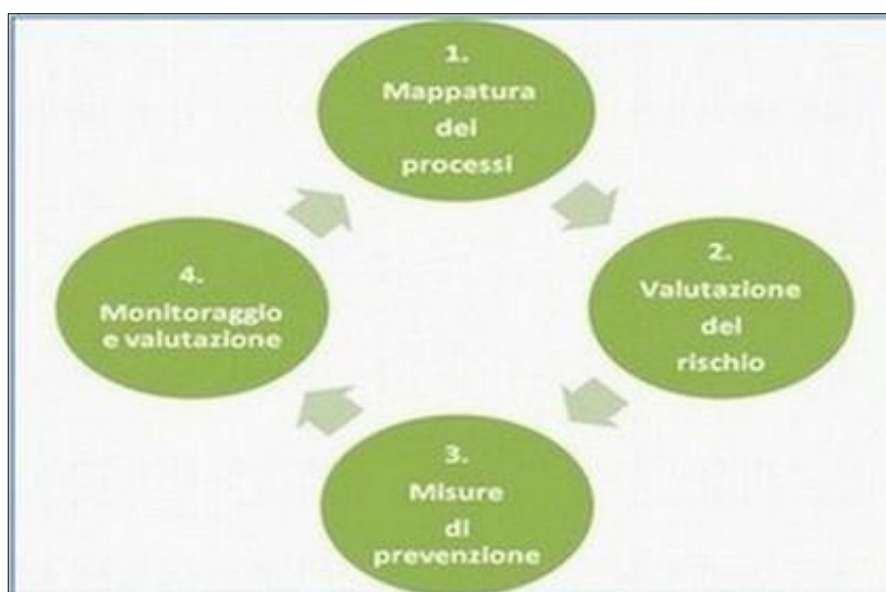 1.
Mappatura
dei
processi
2.
Valutazione
del
rischio
3.
Misure
di
prevenzione
4.
Monitoraggio
e valutazione